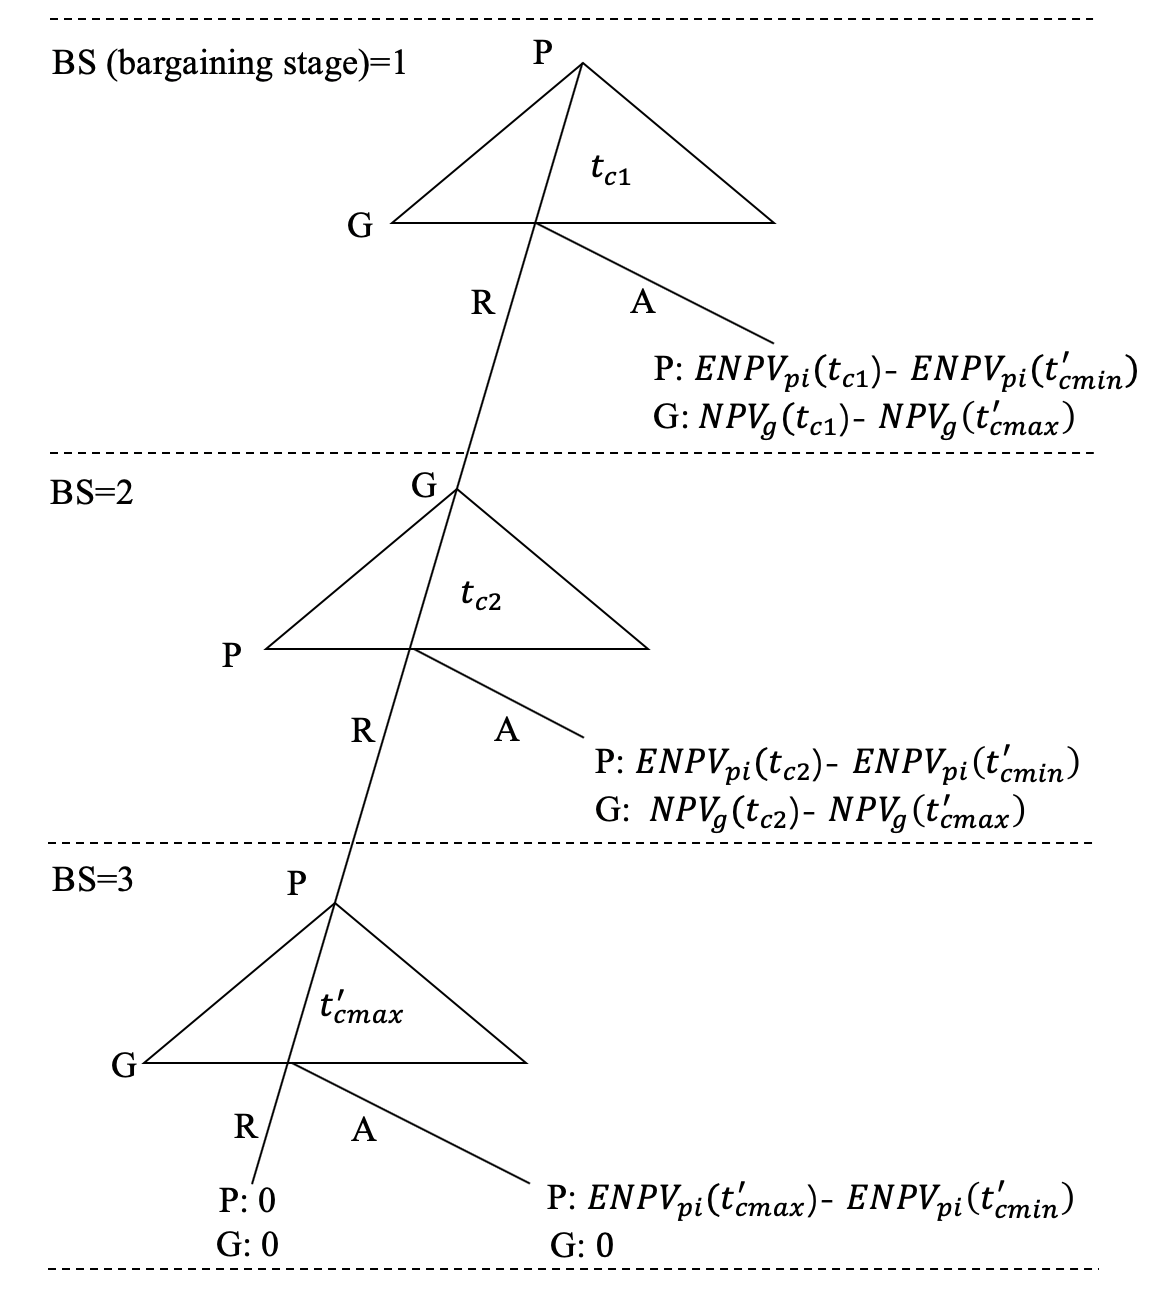 BS (bargaining stage)=1
P
t_{c1}
G
R
A
P: ENPV_{pi}(t_{c1})- ENPV_{pi}(t'_{cmin})
G: NPV_g(t_{c1})- NPV_g(t'_{cmax})
BS=2
G
t_{c2}
P
R
A
P: ENPV_{pi}(t_{c2})- ENPV_{pi}(t'_{cmin})
G: NPV_g(t_{c2})- NPV_g(t'_{cmax})
BS=3
P
t'_{cmax}
G
R
A
P: 0
G: 0
P: ENPV_{pi}(t'_{cmax})- ENPV_{pi}(t'_{cmin})
G: 0